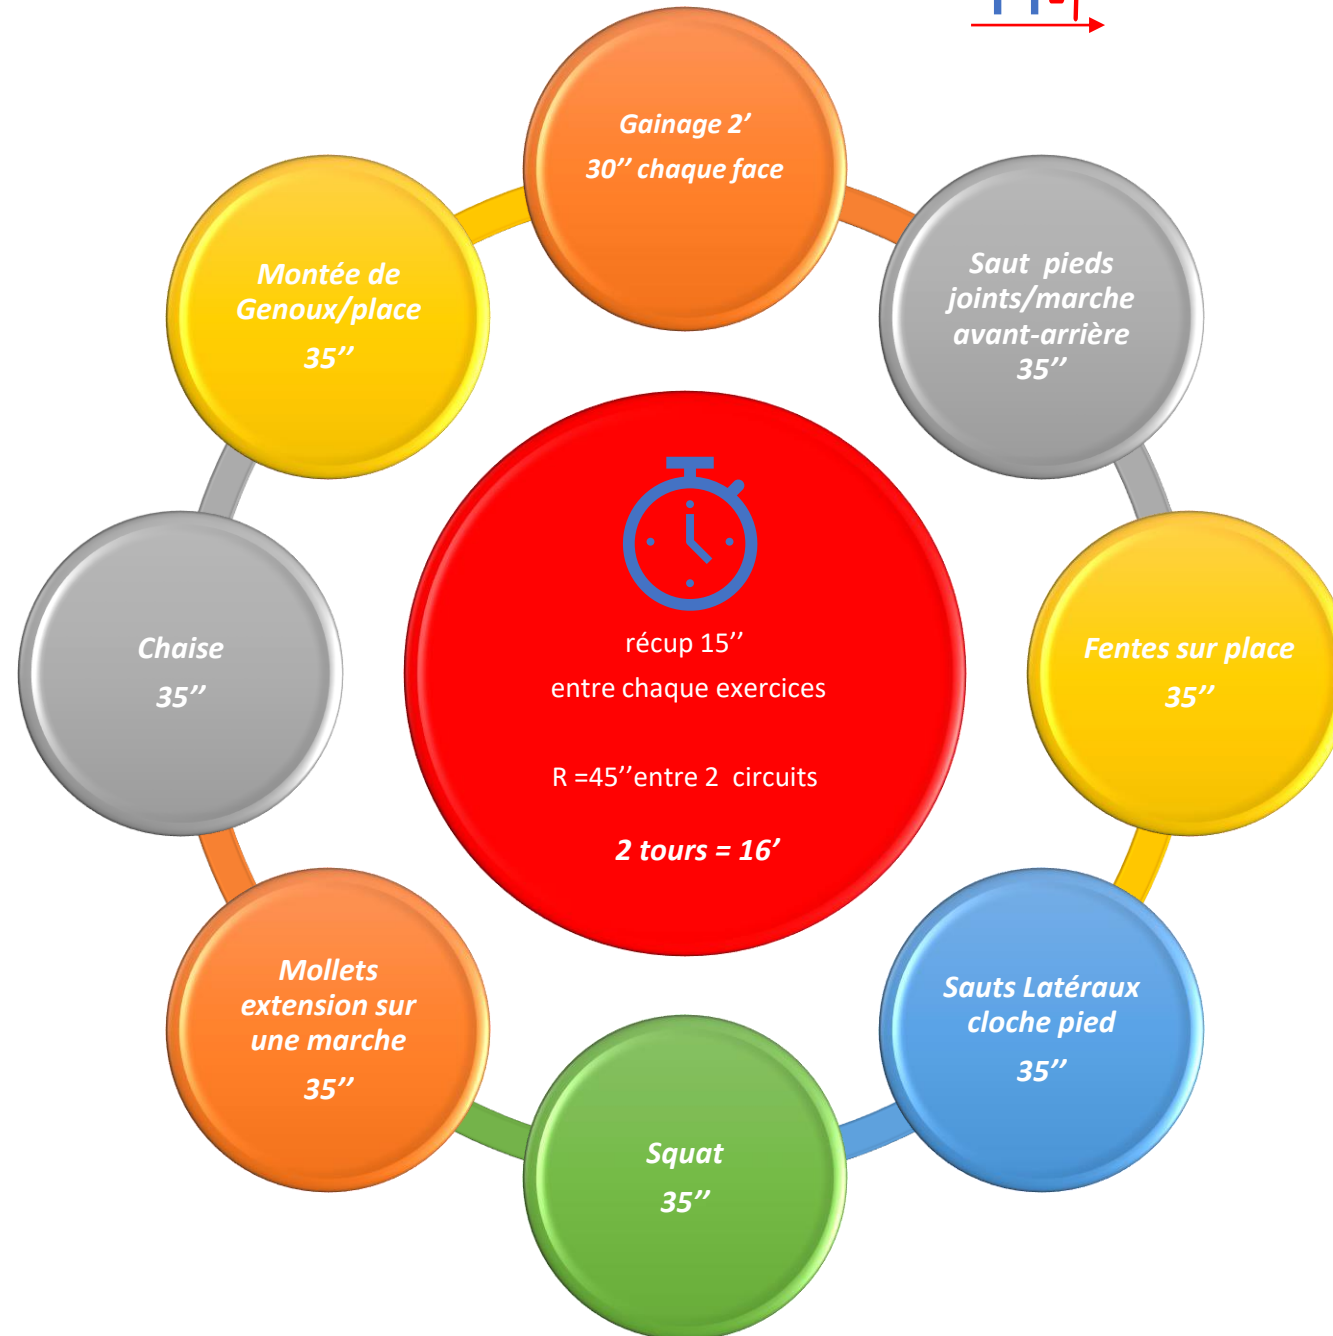 Gainage 2’
30’’ chaque face
Saut pieds
joints/marche
avant-arrière
35’’
Fentes sur place
35’’
Sauts Latéraux
cloche pied
35’’
Squat
35’’
Mollets
extension sur
une marche
35’’
Chaise
35’’
Montée de
Genoux/place
35’’
récup 15’’
entre chaque exercices
R =45’’entre 2 circuits
2 tours = 16’